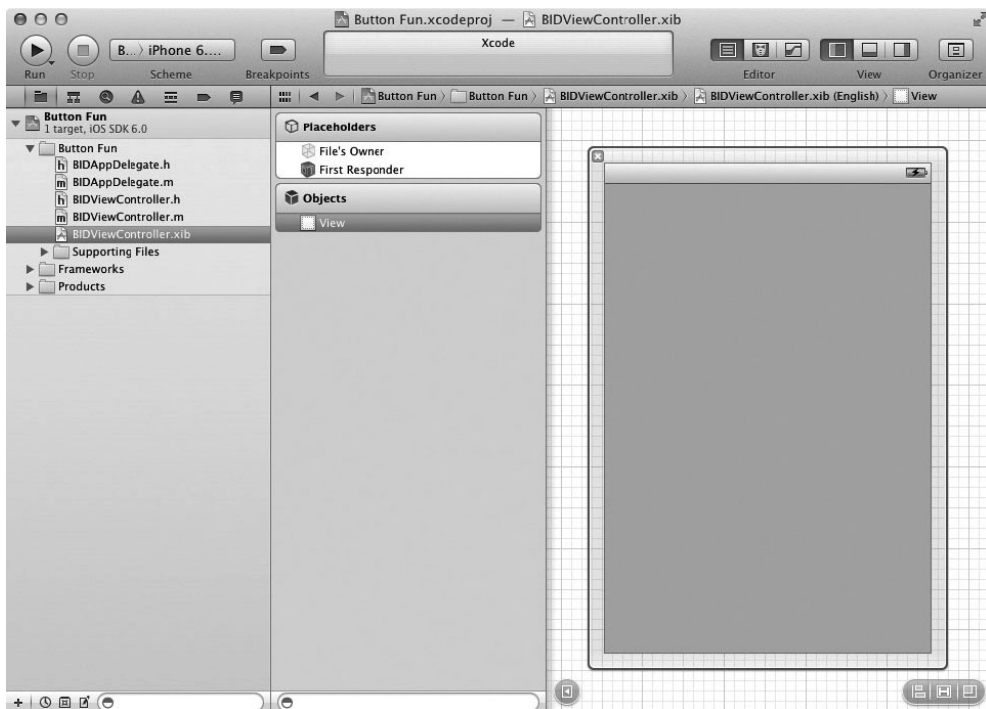 Button Fun.xcodeproj — BIDViewController.xib
B... iPhone 6....
Xcode
Run Stop Scheme Breakpoints Editor View Organizer
Button Fun Button Fun BIDViewController.xib BIDViewController.xib (English) View
Button Fun
1 target, iOS SDK 6.0
Button Fun
h BIDAppDelegate.h
m BIDAppDelegate.m
h BIDViewController.h
m BIDViewController.m
BIDViewController.xib
Supporting Files
Frameworks
Products
Placeholders
File's Owner
First Responder
Objects
View